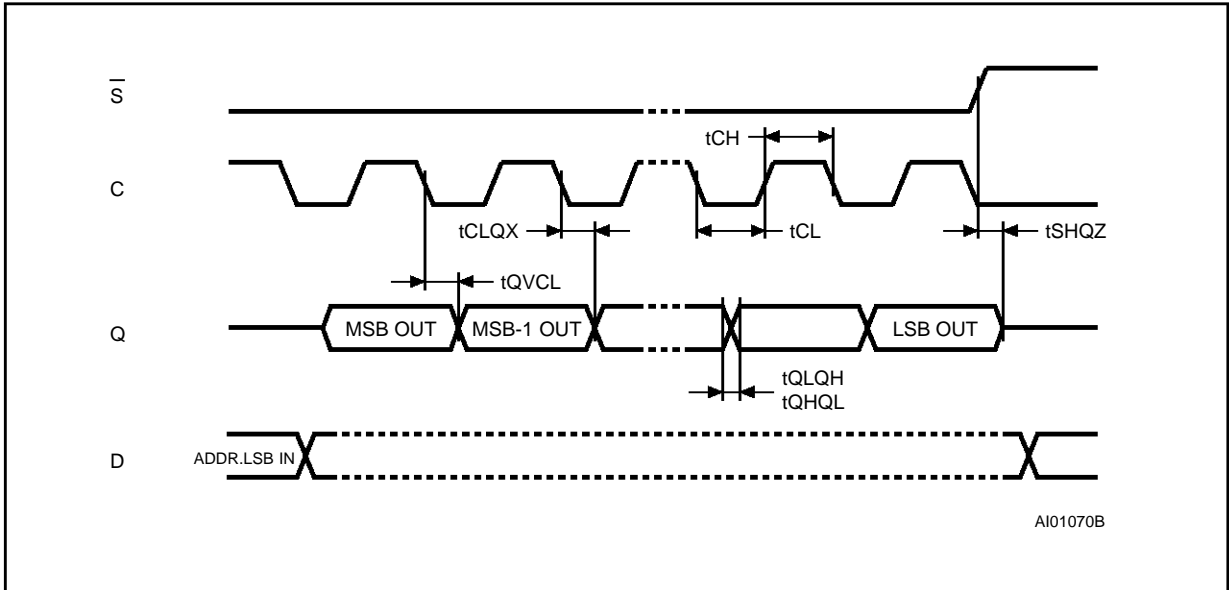 S
tCH
C
tCLQX
tCL
tSHQZ
tQVCL
Q
MSB OUT
MSB-1 OUT
LSB OUT
tQLQH
tQHQL
D
ADDR.LSB IN
AI01070B